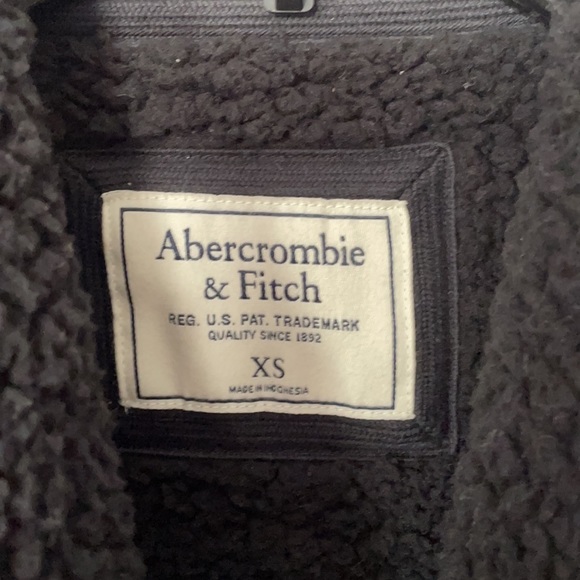 Abercrombie
& Fitch
REG. U.S. PAT. TRADEMARK
QUALITY SINCE 1892
XS
MADE IN INDONESIA